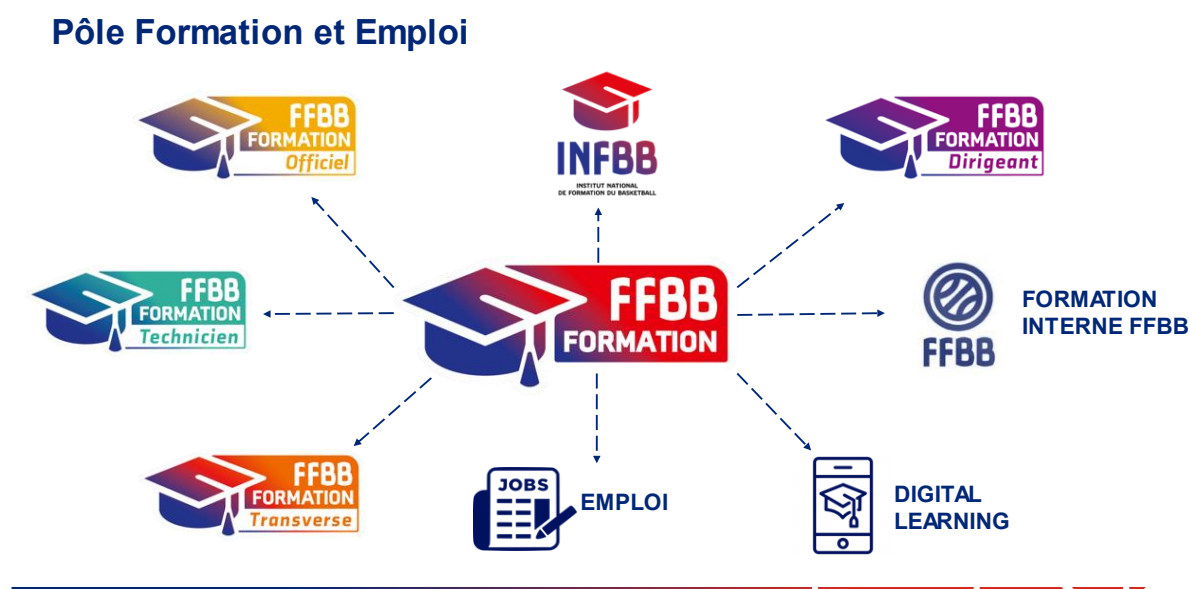 Pôle Formation et Emploi
FFBB
FORMATION
Officiel
INFBB
INSTITUT NATIONAL
DE FORMATION DU BASKETBALL
FFBB
FORMATION
Dirigeant
FFBB
FORMATION
Technicien
FFBB
FORMATION
FFBB
FORMATION
INTERNE FFBB
FFBB
FORMATION
Transverse
JOBS
EMPLOI
DIGITAL
LEARNING